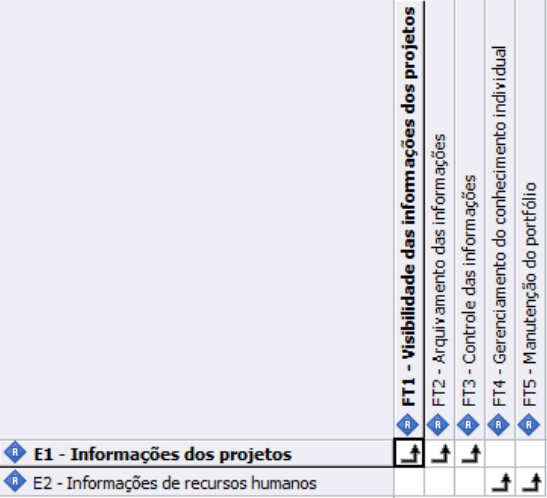 FT1 - Visibilidade das informações dos projetos
FT2 - Arquivamento das informações
FT3 - Controle das informações
FT4 - Gerenciamento do conhecimento individual
FT5 - Manutenção do portfólio
R R R R R
R E1 - Informações dos projetos
R E2 - Informações de recursos humanos